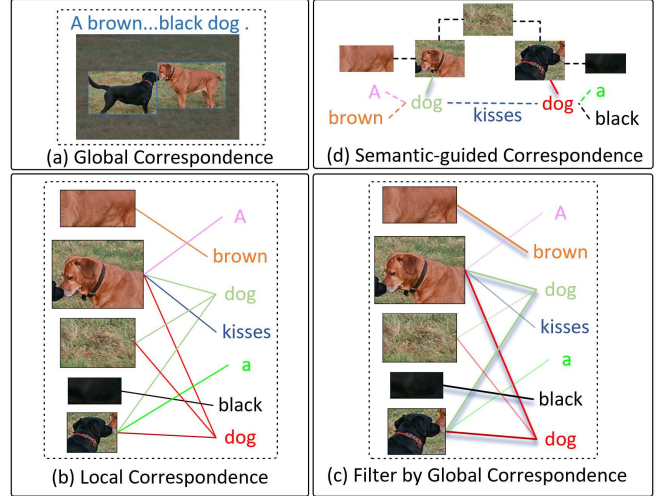 A brown...black dog .
(a) Global Correspondence
A
dog
dog
a
brown
kisses
black
(d) Semantic-guided Correspondence
A
brown
dog
kisses
a
black
dog
(b) Local Correspondence
A
brown
dog
kisses
a
black
dog
(c) Filter by Global Correspondence